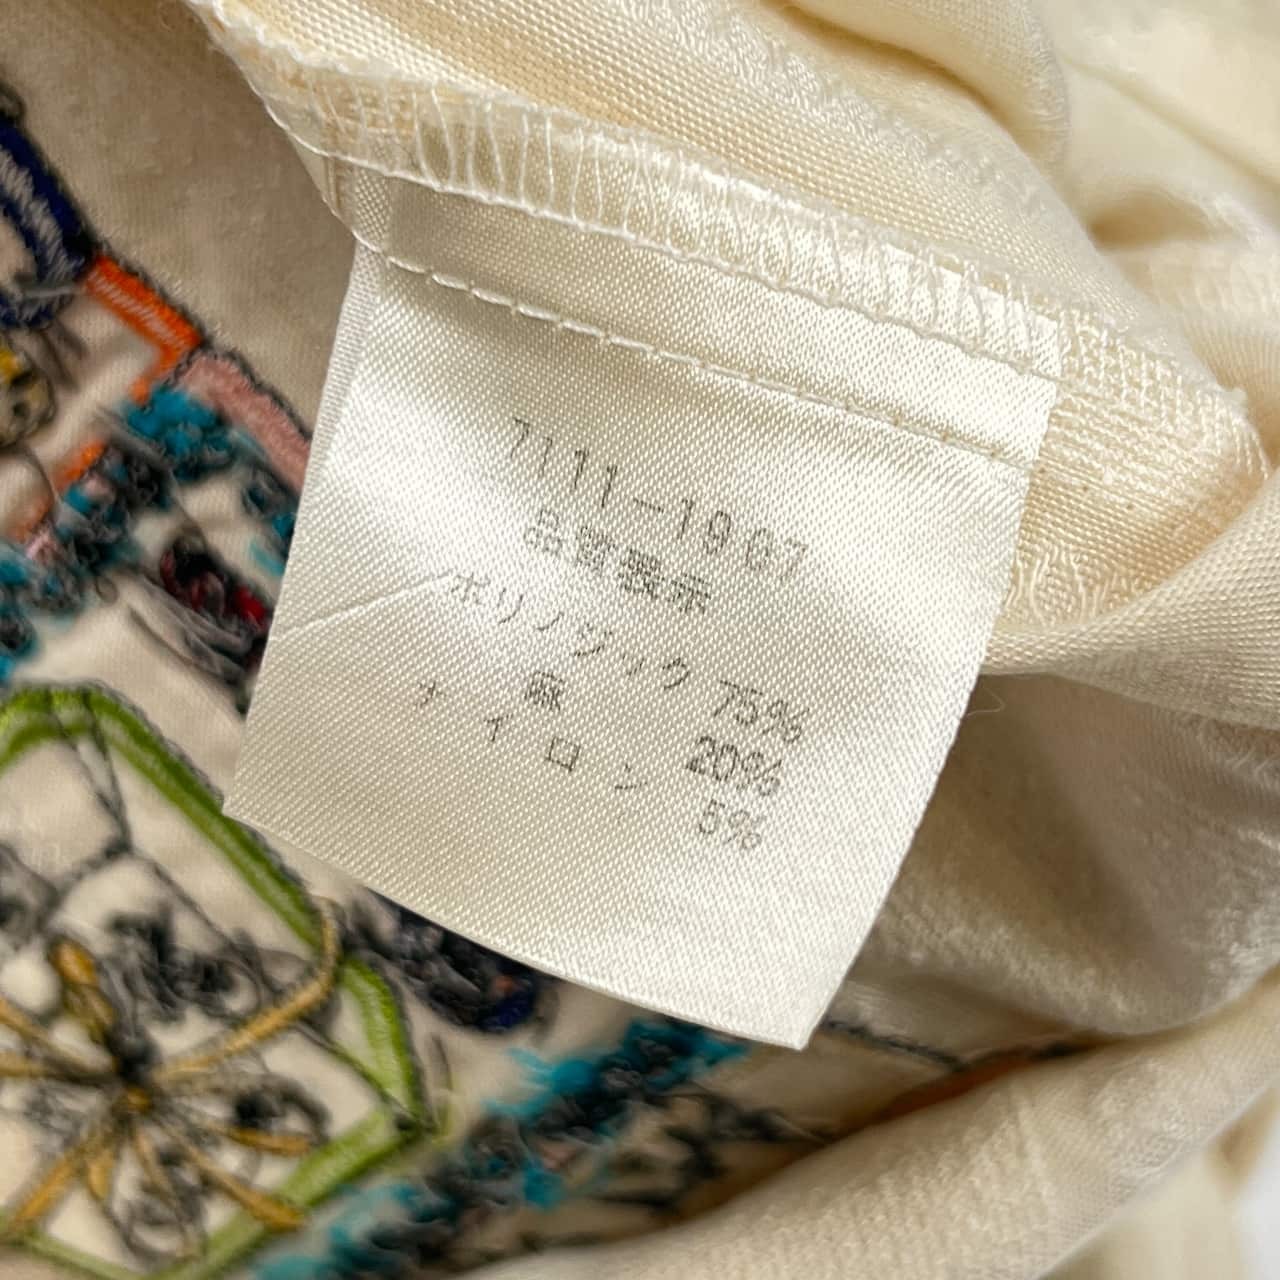 7111-1907
品質表示
ポリノジック 75%
麻 20%
ナイロン 5%